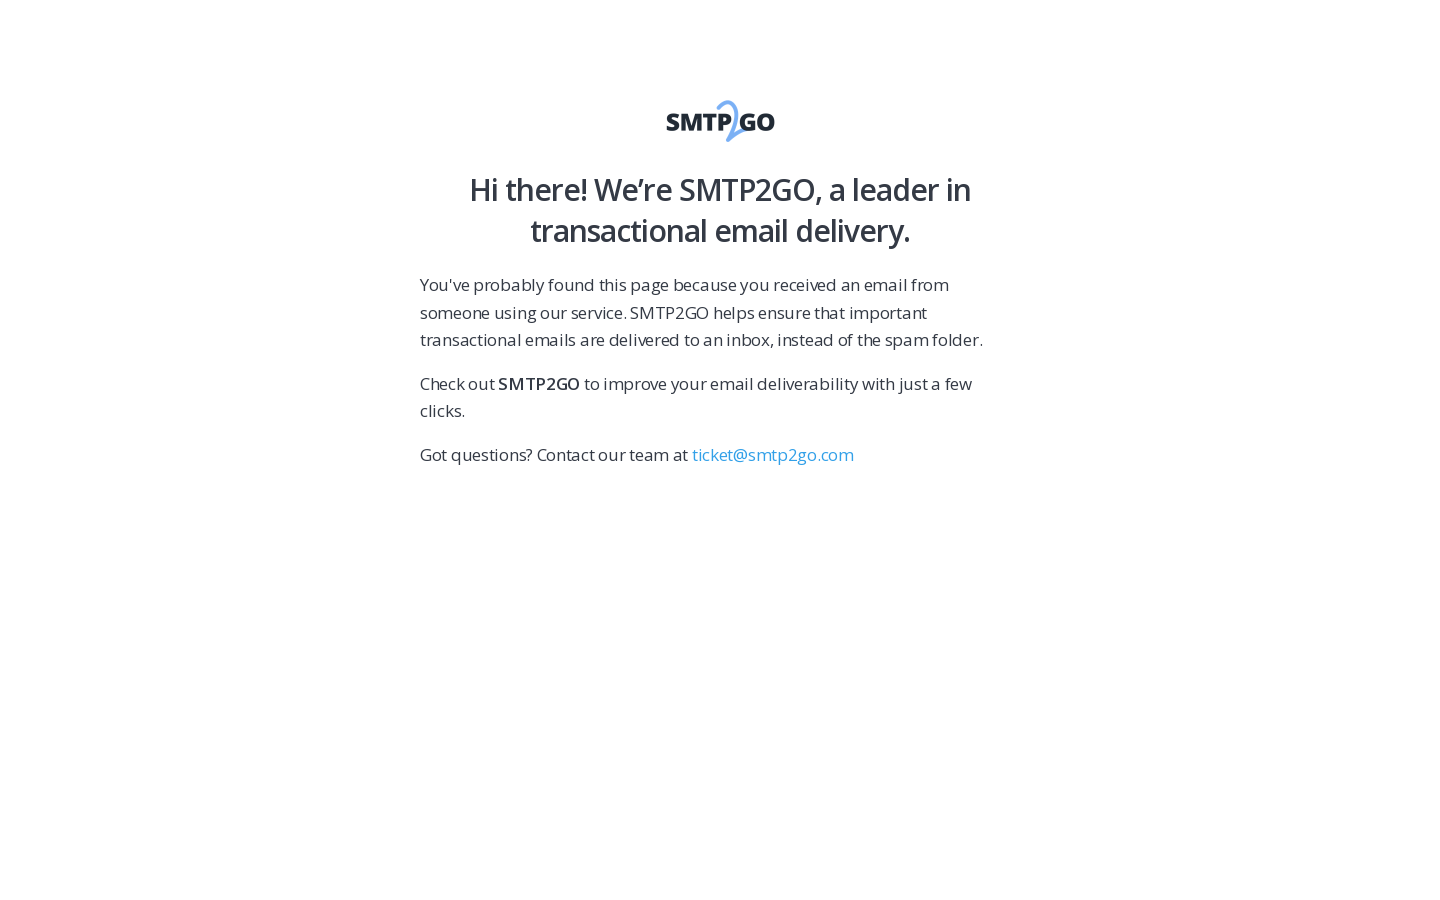 SMTP2GO
Hi there! We’re SMTP2GO, a leader in
transactional email delivery.
You've probably found this page because you received an email from
someone using our service. SMTP2GO helps ensure that important
transactional emails are delivered to an inbox, instead of the spam folder.
Check out SMTP2GO to improve your email deliverability with just a few
clicks.
Got questions? Contact our team at ticket@smtp2go.com